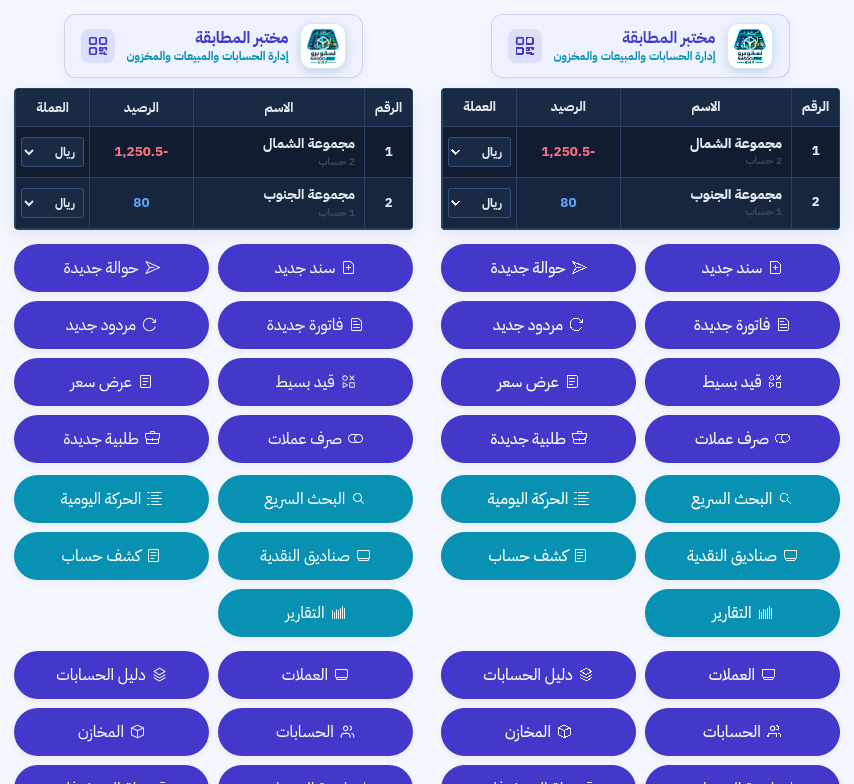 مختبر المطابقة
إدارة الحسابات والمبيعات والمخزون
الرقم الاسم الرصيد العملة
1 مجموعة الشمال 1,250.5- ريال
2 حساب
2 مجموعة الجنوب 80 ريال
1 حساب
سند جديد حوالة جديدة
فاتورة جديدة مردود جديد
قيد بسيط عرض سعر
صرف عملات طلبية جديدة
البحث السريع الحركة اليومية
صناديق النقدية كشف حساب
التقارير
العملات دليل الحسابات
الحسابات المخازن
مختبر المطابقة
إدارة الحسابات والمبيعات والمخزون
الرقم الاسم الرصيد العملة
1 مجموعة الشمال 1,250.5- ريال
2 حساب
2 مجموعة الجنوب 80 ريال
1 حساب
سند جديد حوالة جديدة
فاتورة جديدة مردود جديد
قيد بسيط عرض سعر
صرف عملات طلبية جديدة
البحث السريع الحركة اليومية
صناديق النقدية كشف حساب
التقارير
العملات دليل الحسابات
الحسابات المخازن